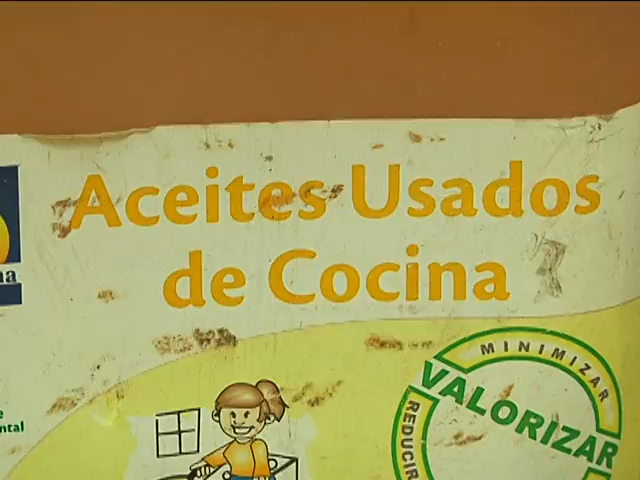 Aceites Usados
de Cocina
MINIMIZAR
VALORIZAR
REDUCIR